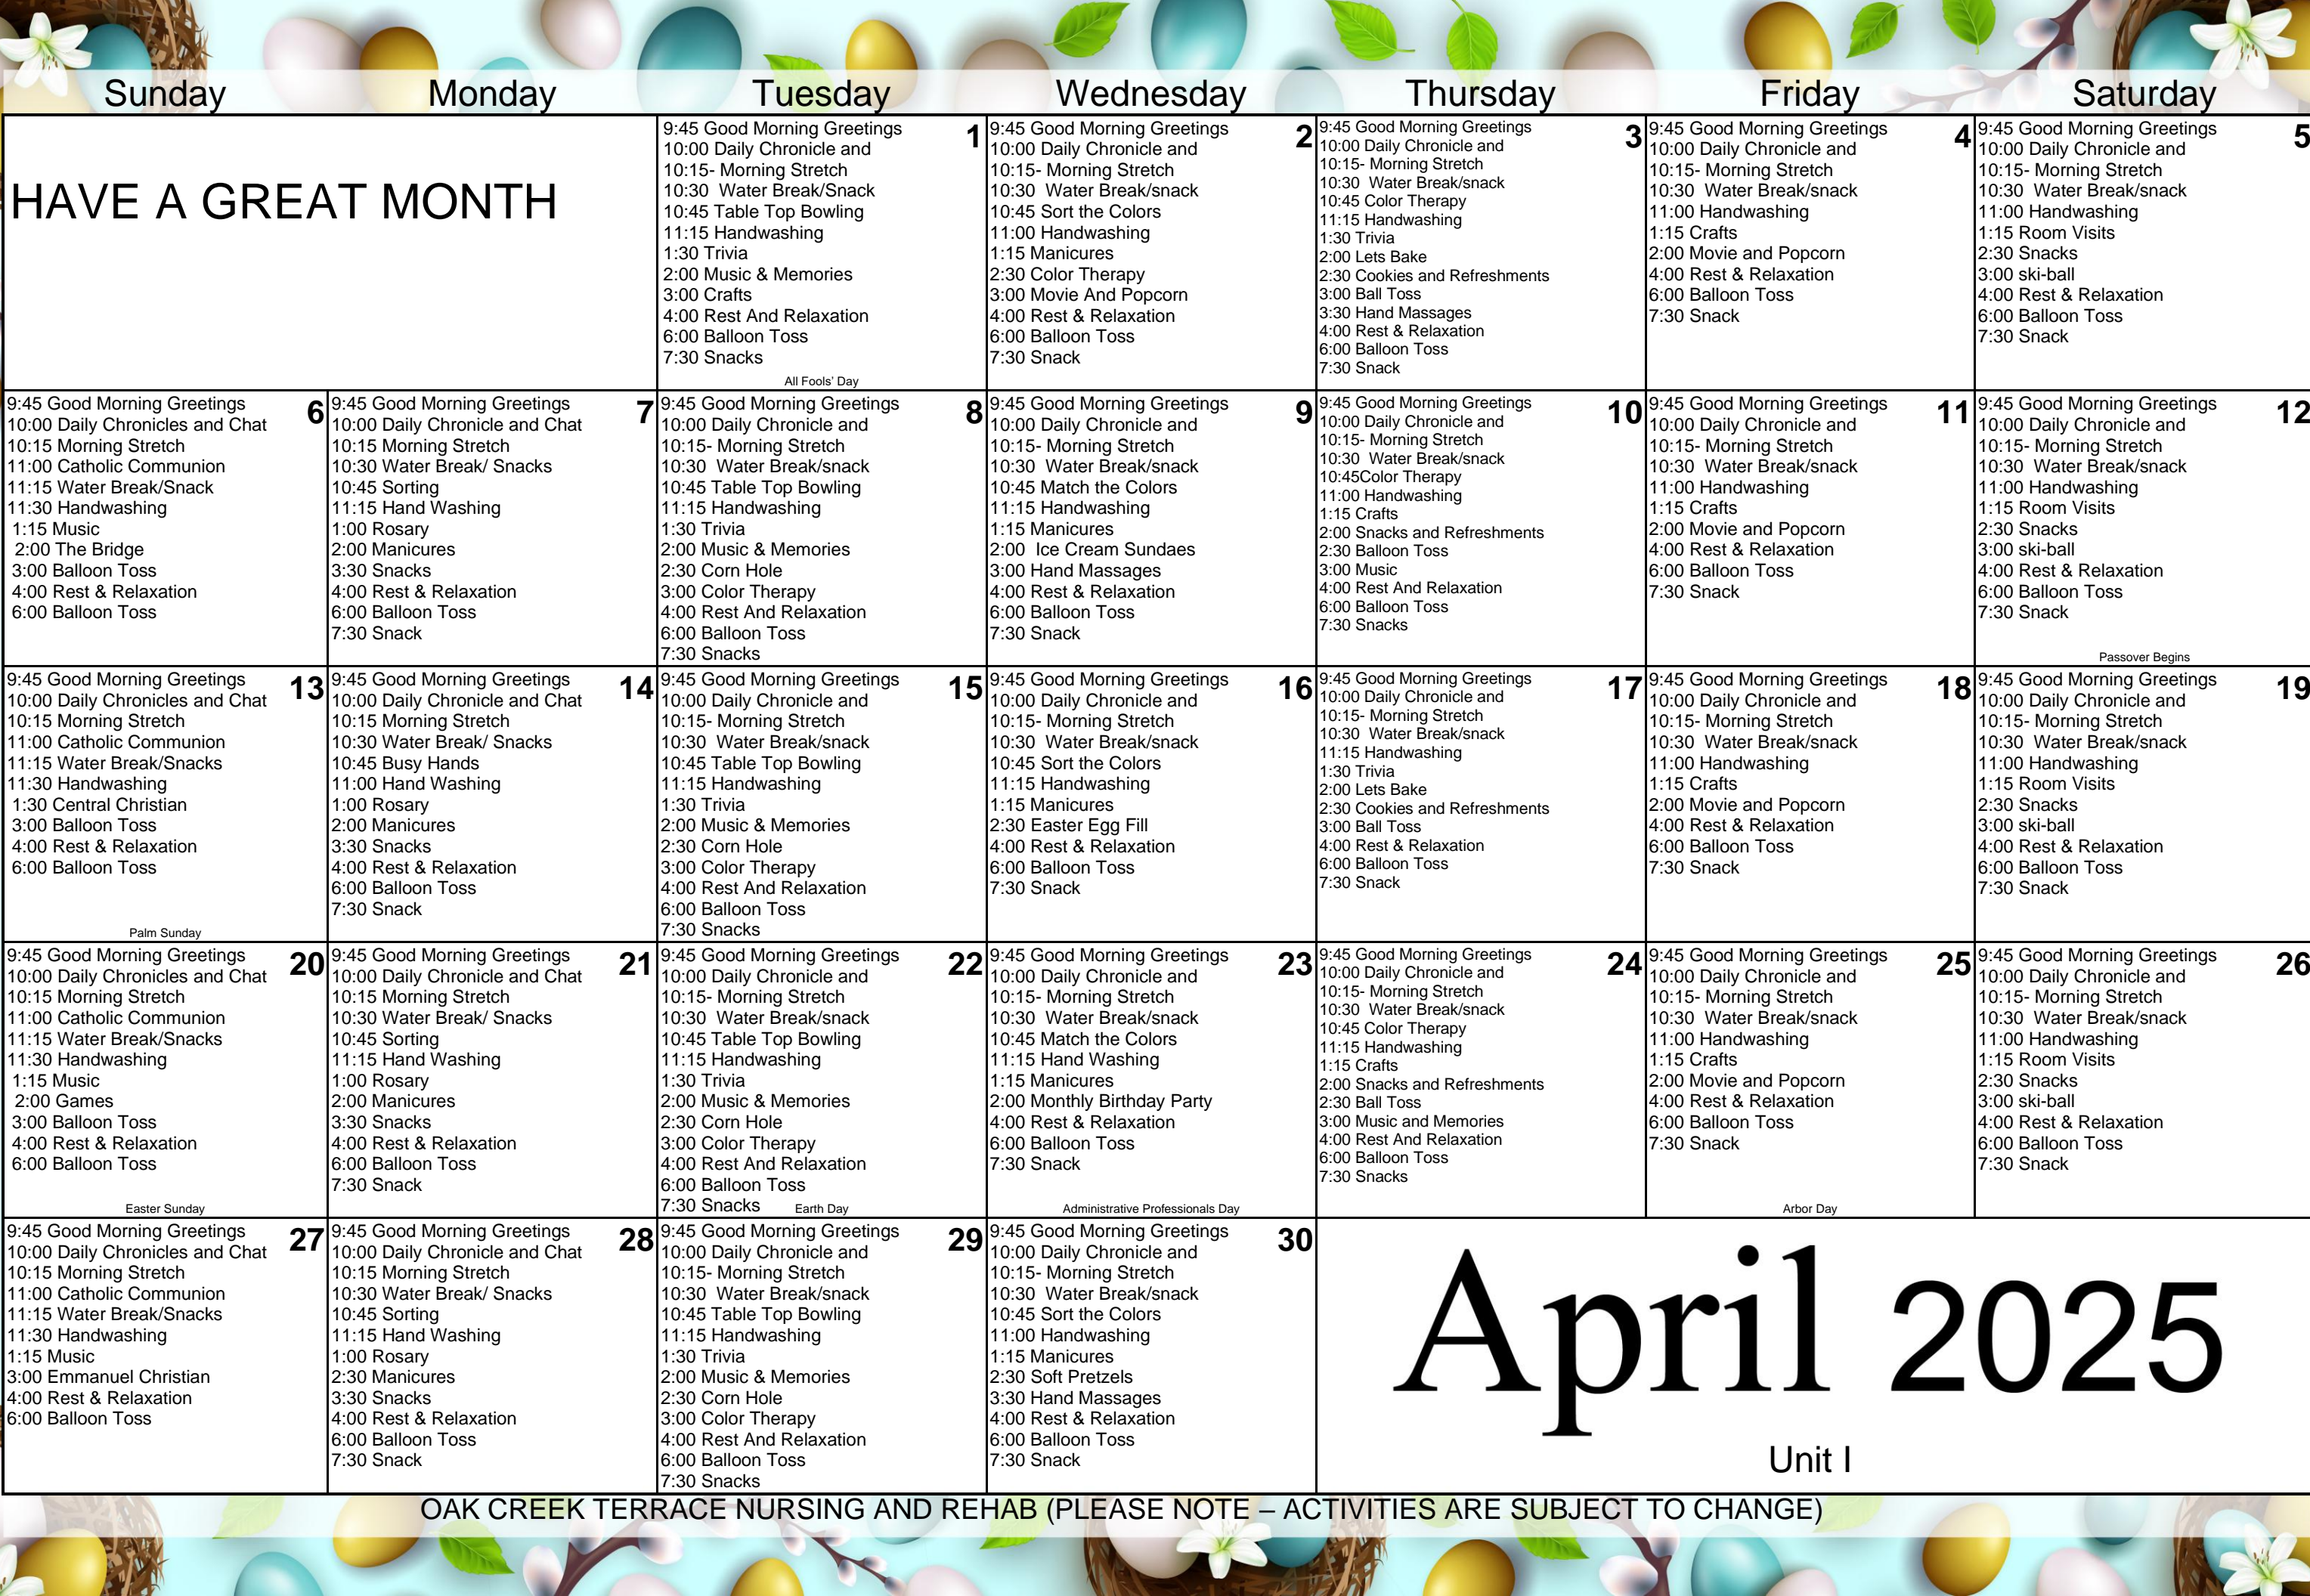 Sunday Monday Tuesday Wednesday Thursday Friday Saturday
HAVE A GREAT MONTH
1
9:45 Good Morning Greetings
10:00 Daily Chronicle and
10:15- Morning Stretch
10:30 Water Break/Snack
10:45 Table Top Bowling
11:15 Handwashing
1:30 Trivia
2:00 Music & Memories
3:00 Crafts
4:00 Rest And Relaxation
6:00 Balloon Toss
7:30 Snacks
All Fools' Day
2
9:45 Good Morning Greetings
10:00 Daily Chronicle and
10:15- Morning Stretch
10:30 Water Break/snack
10:45 Sort the Colors
11:00 Handwashing
1:15 Manicures
2:30 Color Therapy
3:00 Movie And Popcorn
4:00 Rest & Relaxation
6:00 Balloon Toss
7:30 Snack
3
9:45 Good Morning Greetings
10:00 Daily Chronicle and
10:15- Morning Stretch
10:30 Water Break/snack
10:45 Color Therapy
11:15 Handwashing
1:30 Trivia
2:00 Lets Bake
2:30 Cookies and Refreshments
3:00 Ball Toss
3:30 Hand Massages
4:00 Rest & Relaxation
6:00 Balloon Toss
7:30 Snack
4
9:45 Good Morning Greetings
10:00 Daily Chronicle and
10:15- Morning Stretch
10:30 Water Break/snack
11:00 Handwashing
1:15 Crafts
2:00 Movie and Popcorn
4:00 Rest & Relaxation
6:00 Balloon Toss
7:30 Snack
5
9:45 Good Morning Greetings
10:00 Daily Chronicle and
10:15- Morning Stretch
10:30 Water Break/snack
11:00 Handwashing
1:15 Room Visits
2:30 Snacks
3:00 ski-ball
4:00 Rest & Relaxation
6:00 Balloon Toss
7:30 Snack
6
9:45 Good Morning Greetings
10:00 Daily Chronicles and Chat
10:15 Morning Stretch
11:00 Catholic Communion
11:15 Water Break/Snack
11:30 Handwashing
1:15 Music
2:00 The Bridge
3:00 Balloon Toss
4:00 Rest & Relaxation
6:00 Balloon Toss
7
9:45 Good Morning Greetings
10:00 Daily Chronicle and Chat
10:15 Morning Stretch
10:30 Water Break/ Snacks
10:45 Sorting
11:15 Hand Washing
1:00 Rosary
2:00 Manicures
3:30 Snacks
4:00 Rest & Relaxation
6:00 Balloon Toss
7:30 Snack
8
9:45 Good Morning Greetings
10:00 Daily Chronicle and
10:15- Morning Stretch
10:30 Water Break/snack
10:45 Table Top Bowling
11:15 Handwashing
1:30 Trivia
2:00 Music & Memories
2:30 Corn Hole
3:00 Color Therapy
4:00 Rest And Relaxation
6:00 Balloon Toss
7:30 Snacks
9
9:45 Good Morning Greetings
10:00 Daily Chronicle and
10:15- Morning Stretch
10:30 Water Break/snack
10:45 Match the Colors
11:15 Handwashing
1:15 Manicures
2:00 Ice Cream Sundaes
3:00 Hand Massages
4:00 Rest & Relaxation
6:00 Balloon Toss
7:30 Snack
10
9:45 Good Morning Greetings
10:00 Daily Chronicle and
10:15- Morning Stretch
10:30 Water Break/snack
10:45Color Therapy
11:00 Handwashing
1:15 Crafts
2:00 Snacks and Refreshments
2:30 Balloon Toss
3:00 Music
4:00 Rest And Relaxation
6:00 Balloon Toss
7:30 Snacks
11
9:45 Good Morning Greetings
10:00 Daily Chronicle and
10:15- Morning Stretch
10:30 Water Break/snack
11:00 Handwashing
1:15 Crafts
2:00 Movie and Popcorn
4:00 Rest & Relaxation
6:00 Balloon Toss
7:30 Snack
12
9:45 Good Morning Greetings
10:00 Daily Chronicle and
10:15- Morning Stretch
10:30 Water Break/snack
11:00 Handwashing
1:15 Room Visits
2:30 Snacks
3:00 ski-ball
4:00 Rest & Relaxation
6:00 Balloon Toss
7:30 Snack
Passover Begins
13
9:45 Good Morning Greetings
10:00 Daily Chronicles and Chat
10:15 Morning Stretch
11:00 Catholic Communion
11:15 Water Break/Snacks
11:30 Handwashing
1:30 Central Christian
3:00 Balloon Toss
4:00 Rest & Relaxation
6:00 Balloon Toss
Palm Sunday
14
9:45 Good Morning Greetings
10:00 Daily Chronicle and Chat
10:15 Morning Stretch
10:30 Water Break/ Snacks
10:45 Busy Hands
11:00 Hand Washing
1:00 Rosary
2:00 Manicures
3:30 Snacks
4:00 Rest & Relaxation
6:00 Balloon Toss
7:30 Snack
15
9:45 Good Morning Greetings
10:00 Daily Chronicle and
10:15- Morning Stretch
10:30 Water Break/snack
10:45 Table Top Bowling
11:15 Handwashing
1:30 Trivia
2:00 Music & Memories
2:30 Corn Hole
3:00 Color Therapy
4:00 Rest And Relaxation
6:00 Balloon Toss
7:30 Snacks
16
9:45 Good Morning Greetings
10:00 Daily Chronicle and
10:15- Morning Stretch
10:30 Water Break/snack
10:45 Sort the Colors
11:15 Handwashing
1:15 Manicures
2:30 Easter Egg Fill
4:00 Rest & Relaxation
6:00 Balloon Toss
7:30 Snack
17
9:45 Good Morning Greetings
10:00 Daily Chronicle and
10:15- Morning Stretch
10:30 Water Break/snack
11:15 Handwashing
1:30 Trivia
2:00 Lets Bake
2:30 Cookies and Refreshments
3:00 Ball Toss
4:00 Rest & Relaxation
6:00 Balloon Toss
7:30 Snack
18
9:45 Good Morning Greetings
10:00 Daily Chronicle and
10:15- Morning Stretch
10:30 Water Break/snack
11:00 Handwashing
1:15 Crafts
2:00 Movie and Popcorn
4:00 Rest & Relaxation
6:00 Balloon Toss
7:30 Snack
19
9:45 Good Morning Greetings
10:00 Daily Chronicle and
10:15- Morning Stretch
10:30 Water Break/snack
11:00 Handwashing
1:15 Room Visits
2:30 Snacks
3:00 ski-ball
4:00 Rest & Relaxation
6:00 Balloon Toss
7:30 Snack
20
9:45 Good Morning Greetings
10:00 Daily Chronicles and Chat
10:15 Morning Stretch
11:00 Catholic Communion
11:15 Water Break/Snacks
11:30 Handwashing
1:15 Music
2:00 Games
3:00 Balloon Toss
4:00 Rest & Relaxation
6:00 Balloon Toss
Easter Sunday
21
9:45 Good Morning Greetings
10:00 Daily Chronicle and Chat
10:15 Morning Stretch
10:30 Water Break/ Snacks
10:45 Sorting
11:15 Hand Washing
1:00 Rosary
2:00 Manicures
3:30 Snacks
4:00 Rest & Relaxation
6:00 Balloon Toss
7:30 Snack
22
9:45 Good Morning Greetings
10:00 Daily Chronicle and
10:15- Morning Stretch
10:30 Water Break/snack
10:45 Table Top Bowling
11:15 Handwashing
1:30 Trivia
2:00 Music & Memories
2:30 Corn Hole
3:00 Color Therapy
4:00 Rest And Relaxation
6:00 Balloon Toss
7:30 Snacks
Earth Day
23
9:45 Good Morning Greetings
10:00 Daily Chronicle and
10:15- Morning Stretch
10:30 Water Break/snack
10:45 Match the Colors
11:15 Hand Washing
1:15 Manicures
2:00 Monthly Birthday Party
4:00 Rest & Relaxation
6:00 Balloon Toss
7:30 Snack
Administrative Professionals Day
24
9:45 Good Morning Greetings
10:00 Daily Chronicle and
10:15- Morning Stretch
10:30 Water Break/snack
10:45 Color Therapy
11:15 Handwashing
1:15 Crafts
2:00 Snacks and Refreshments
2:30 Ball Toss
3:00 Music and Memories
4:00 Rest And Relaxation
6:00 Balloon Toss
7:30 Snacks
25
9:45 Good Morning Greetings
10:00 Daily Chronicle and
10:15- Morning Stretch
10:30 Water Break/snack
11:00 Handwashing
1:15 Crafts
2:00 Movie and Popcorn
4:00 Rest & Relaxation
6:00 Balloon Toss
7:30 Snack
Arbor Day
26
9:45 Good Morning Greetings
10:00 Daily Chronicle and
10:15- Morning Stretch
10:30 Water Break/snack
11:00 Handwashing
1:15 Room Visits
2:30 Snacks
3:00 ski-ball
4:00 Rest & Relaxation
6:00 Balloon Toss
7:30 Snack
27
9:45 Good Morning Greetings
10:00 Daily Chronicles and Chat
10:15 Morning Stretch
11:00 Catholic Communion
11:15 Water Break/Snacks
11:30 Handwashing
1:15 Music
3:00 Emmanuel Christian
4:00 Rest & Relaxation
6:00 Balloon Toss
28
9:45 Good Morning Greetings
10:00 Daily Chronicle and Chat
10:15 Morning Stretch
10:30 Water Break/ Snacks
10:45 Sorting
11:15 Hand Washing
1:00 Rosary
2:30 Manicures
3:30 Snacks
4:00 Rest & Relaxation
6:00 Balloon Toss
7:30 Snack
29
9:45 Good Morning Greetings
10:00 Daily Chronicle and
10:15- Morning Stretch
10:30 Water Break/snack
10:45 Table Top Bowling
11:15 Handwashing
1:30 Trivia
2:00 Music & Memories
2:30 Corn Hole
3:00 Color Therapy
4:00 Rest And Relaxation
6:00 Balloon Toss
7:30 Snacks
30
9:45 Good Morning Greetings
10:00 Daily Chronicle and
10:15- Morning Stretch
10:30 Water Break/snack
10:45 Sort the Colors
11:00 Handwashing
1:15 Manicures
2:30 Soft Pretzels
3:30 Hand Massages
4:00 Rest & Relaxation
6:00 Balloon Toss
7:30 Snack
April 2025
Unit I
OAK CREEK TERRACE NURSING AND REHAB (PLEASE NOTE – ACTIVITIES ARE SUBJECT TO CHANGE)